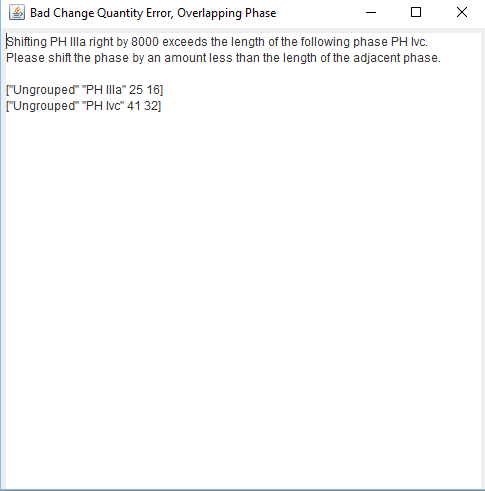 Bad Change Quantity Error, Overlapping Phase
Shifting PH IIIa right by 8000 exceeds the length of the following phase PH Ivc.
Please shift the phase by an amount less than the length of the adjacent phase.
["Ungrouped" "PH IIIa" 25 16]
["Ungrouped" "PH Ivc" 41 32]